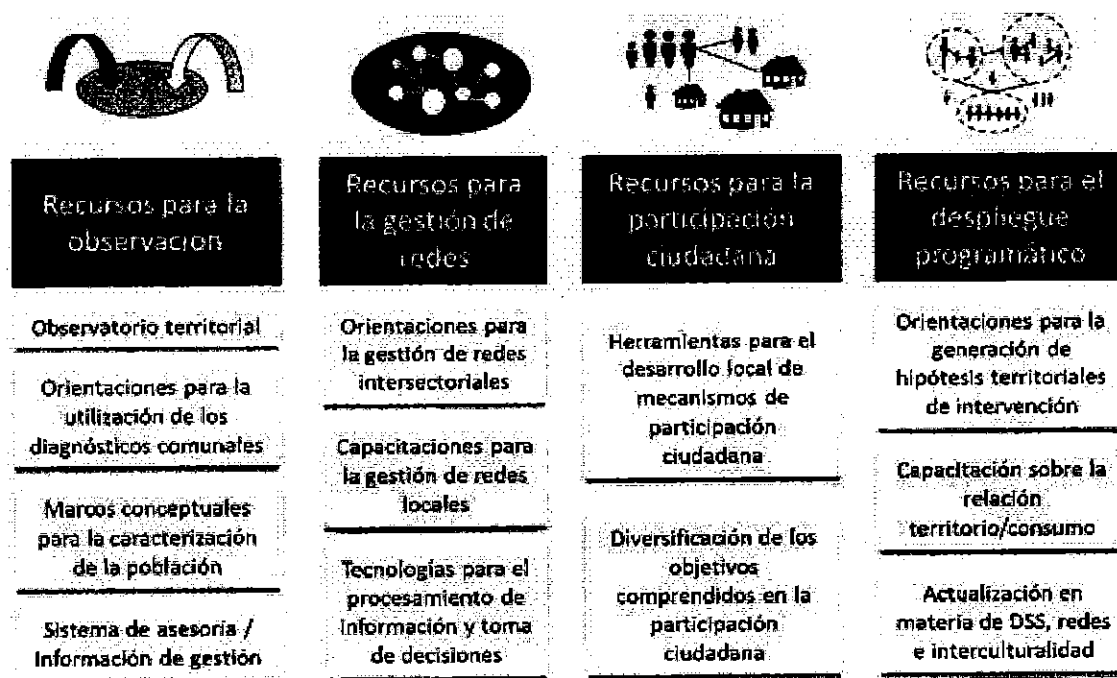 Recursos para la
observacion
Observatorio territorial
Orientaciones para la
utilización de los
diagnósticos comunales
Marcos conceptuales
para la caracterización
de la población
Sistema de asesoría /
Información de gestión
Recursos para
la gestión de
redes
Orientaciones para
la gestión de redes
intersectoriales
Capacitaciones para
la gestión de redes
locales
Tecnologías para el
procesamiento de
información y toma
de decisiones
Recursos para la
participación
ciudadana
Herramientas para el
desarrollo local de
mecanismos de
participación
ciudadana
Diversificación de los
objetivos
comprendidos en la
participación
ciudadana
Recursos para el
despliegue
programático
Orientaciones para la
generación de
hipótesis territoriales
de intervención
Capacitación sobre la
relación
territorio/consumo
Actualización en
materia de DSS, redes
e interculturalidad